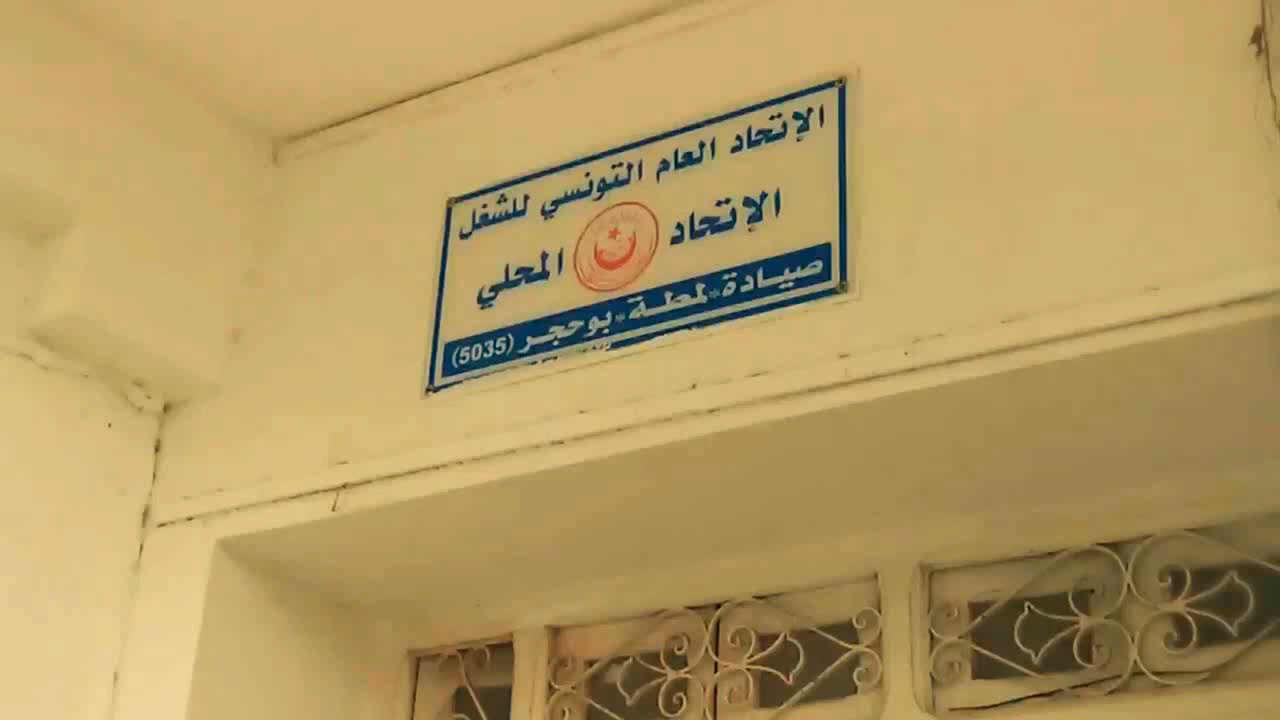 الإتحاد العام التونسي للشغل
الإتحاد المحلي
صيادة * لمطة * بوحجر (5035)